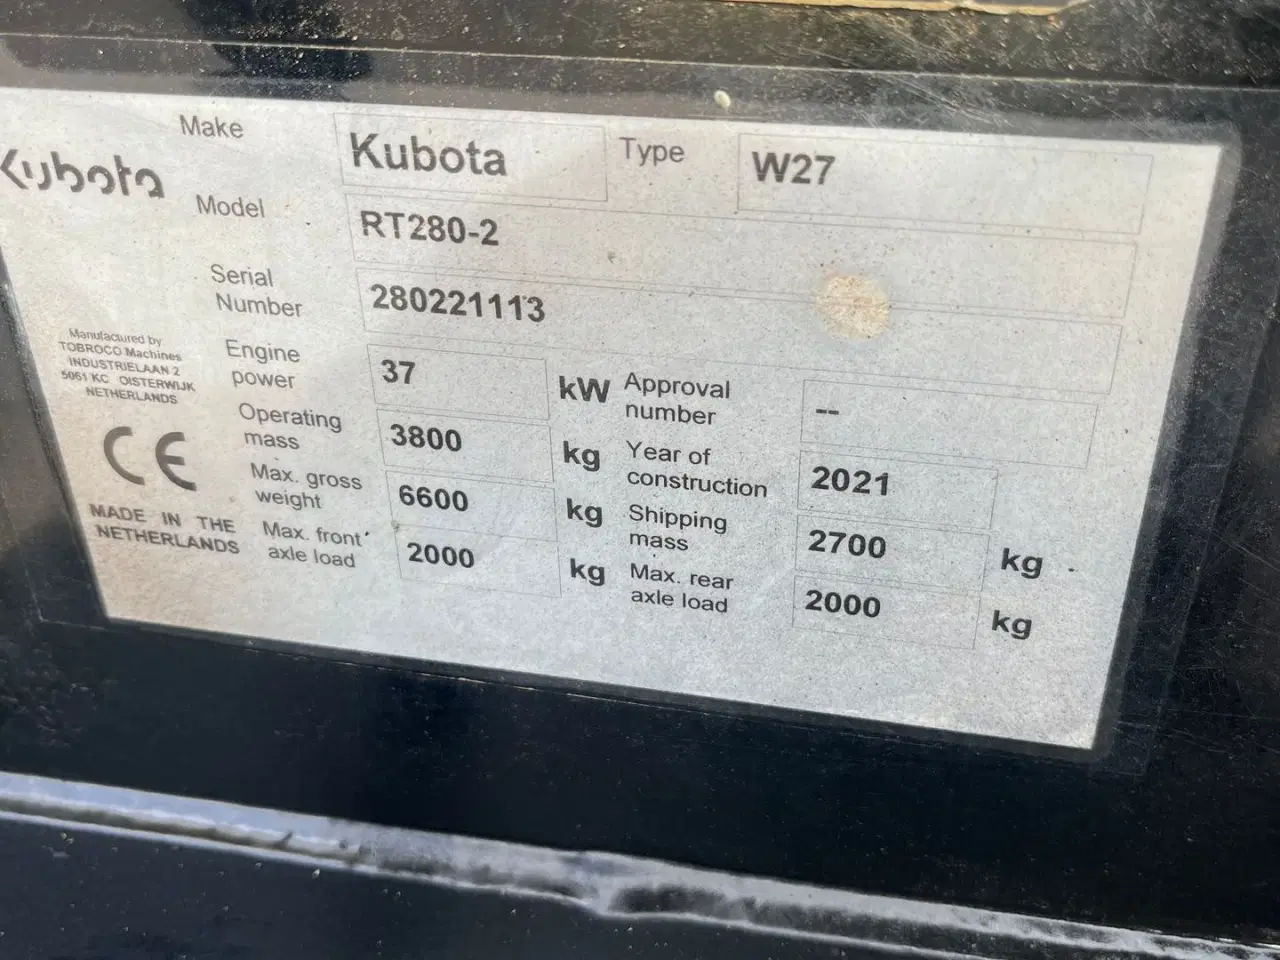 Kubota
Make Kubota Type W27
Model RT280-2
Serial
Number 280221113
Manufactured by
TOBROCO Machines
INDUSTRIELAAN 2
5061 KC OISTERWIJK
NETHERLANDS
CE
MADE IN THE
NETHERLANDS
Engine
power 37 kW
Approval
number --
Operating
mass 3800 kg
Year of
construction 2021
Max. gross
weight 6600 kg
Shipping
mass 2700 kg
Max. front
axle load 2000 kg
Max. rear
axle load 2000 kg